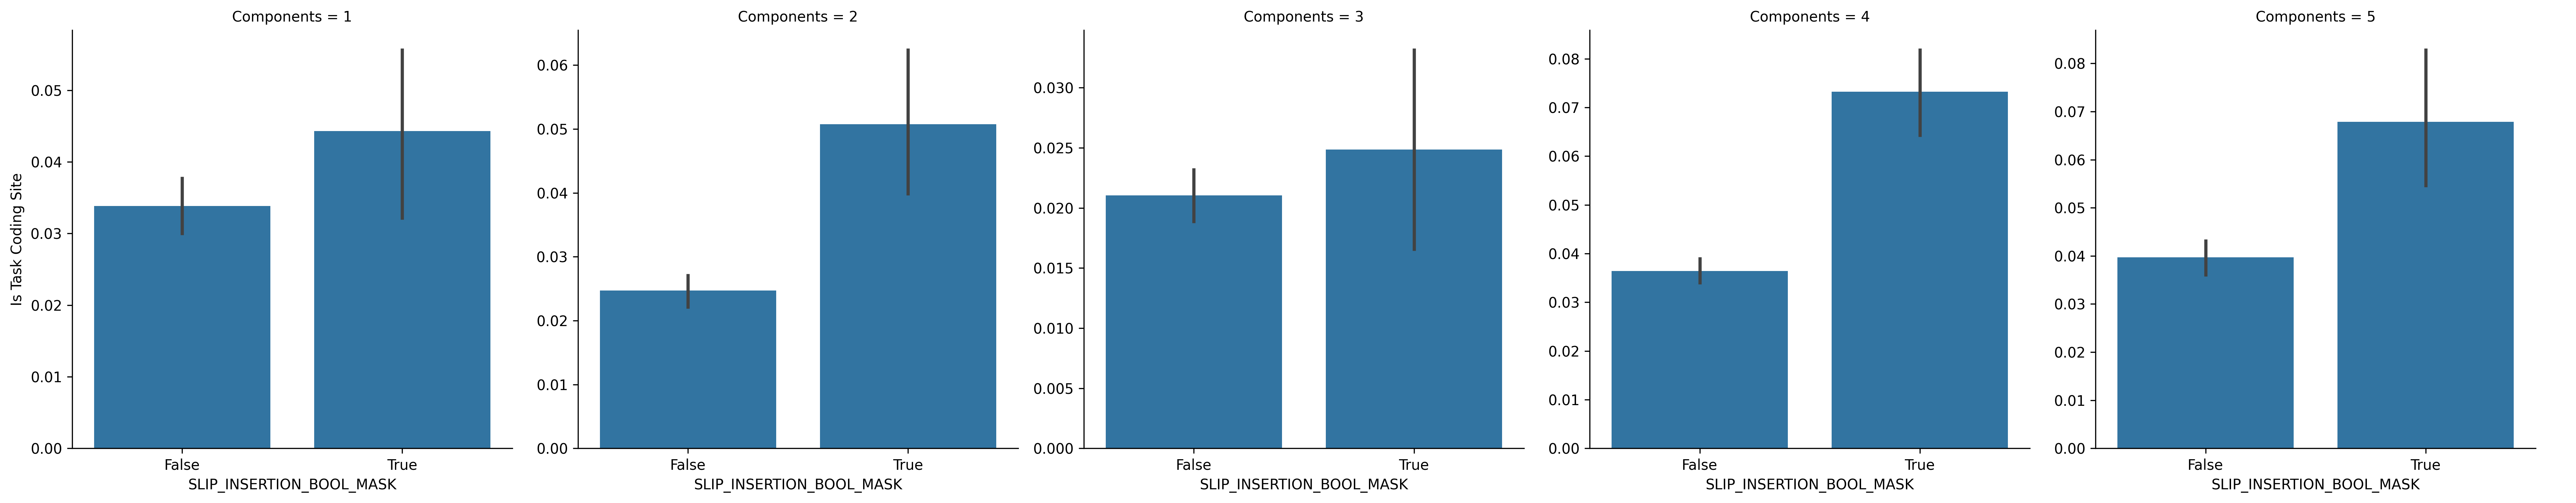 Components = 1
Components = 2
Components = 3
Components = 4
Components = 5
Is Task Coding Site
0.05
0.04
0.03
0.02
0.01
0.00
False
True
SLIP_INSERTION_BOOL_MASK
0.06
0.05
0.04
0.03
0.02
0.01
0.00
False
True
SLIP_INSERTION_BOOL_MASK
0.030
0.025
0.020
0.015
0.010
0.005
0.000
False
True
SLIP_INSERTION_BOOL_MASK
0.08
0.07
0.06
0.05
0.04
0.03
0.02
0.01
0.00
False
True
SLIP_INSERTION_BOOL_MASK
0.08
0.07
0.06
0.05
0.04
0.03
0.02
0.01
0.00
False
True
SLIP_INSERTION_BOOL_MASK